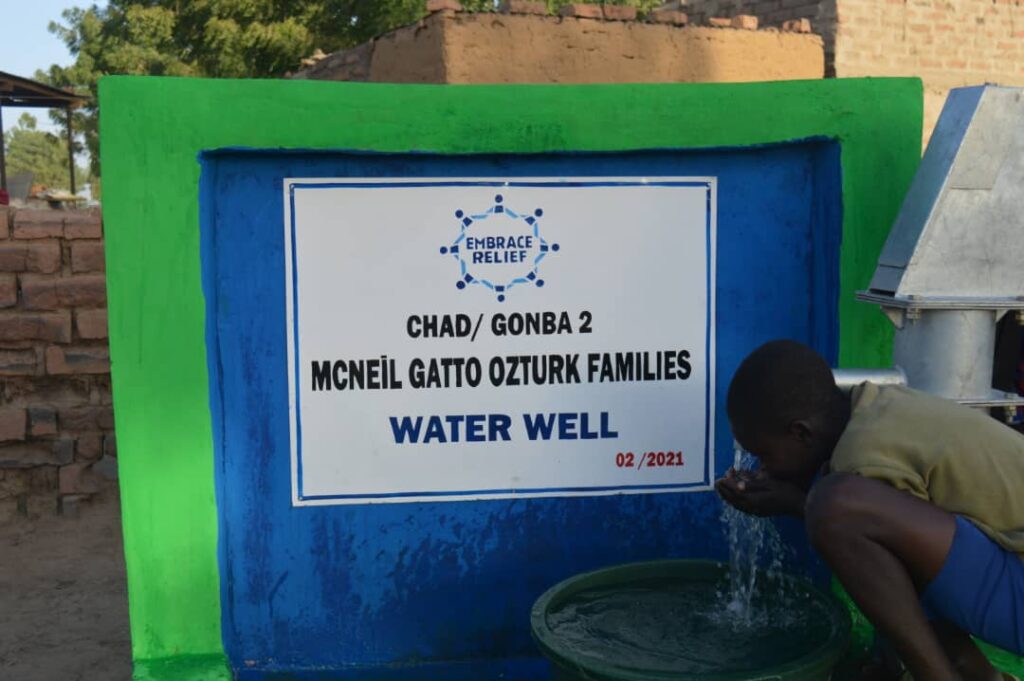 EMBRACE
RELIEF
CHAD/ GONBA 2
MCNEİL GATTO OZTURK FAMILIES
WATER WELL
02 /2021